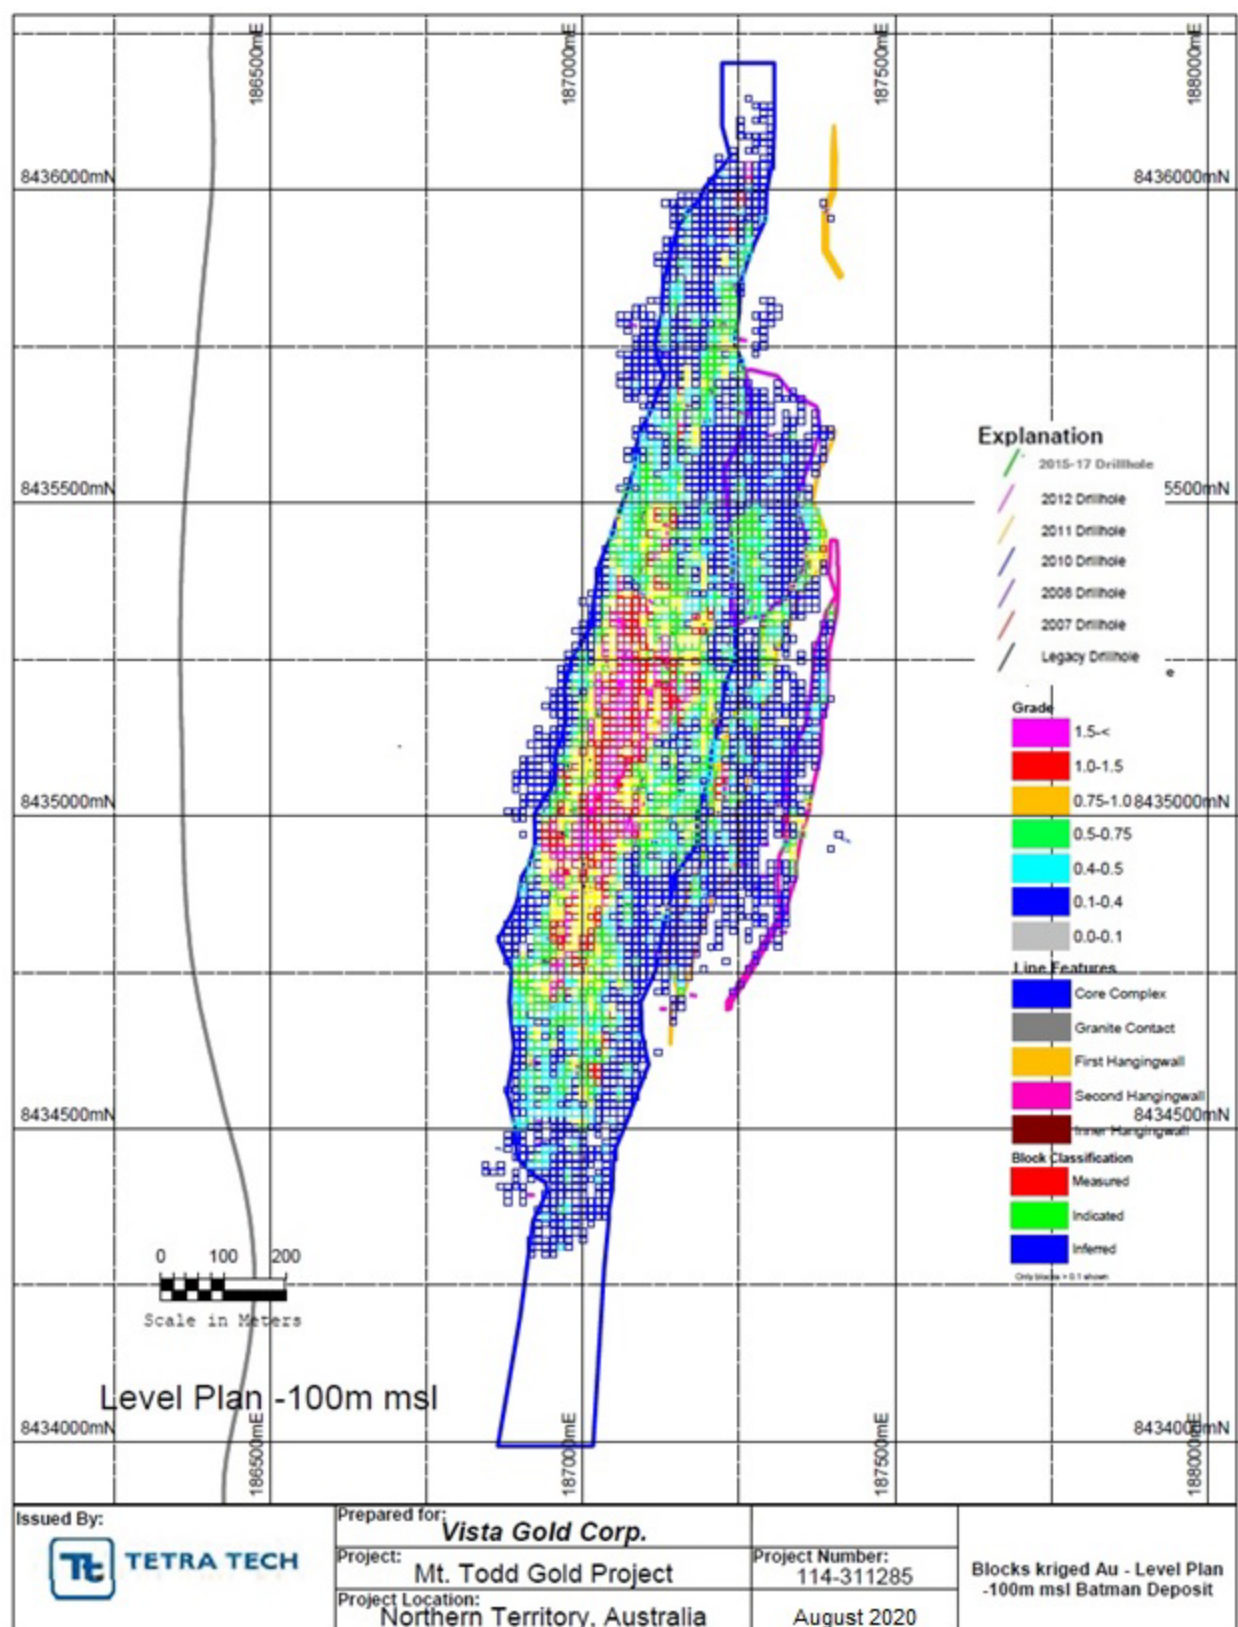 186500mE
187000mE
187500mE
188000mE
8436000mN
8436000mN
Explanation
2015-17 Drillhole
8435500mN
5500mN
2012 Drillhole
2011 Drillhole
2010 Drillhole
2008 Drillhole
2007 Drillhole
Legacy Drillhole
e
Grade
1.5-<
1.0-1.5
8435000mN
0.75-1.0
8435000mN
0.5-0.75
0.4-0.5
0.1-0.4
0.0-0.1
Line Features
Core Complex
Granite Contact
First Hangingwall
Second Hangingwall
8434500mN
8434500mN
Inner Hangingwall
Block Classification
Measured
Indicated
Inferred
Only blocks > 0.1 shown
0 100 200
Scale in Meters
Level Plan -100m msl
8434000mN
8434000mN
186500mE
187000mE
187500mE
188000mE
Issued By:
Tt TETRA TECH
Prepared for:
Vista Gold Corp.
Project:
Mt. Todd Gold Project
Project Number:
114-311285
Project Location:
Northern Territory, Australia
August 2020
Blocks kriged Au - Level Plan
-100m msl Batman Deposit